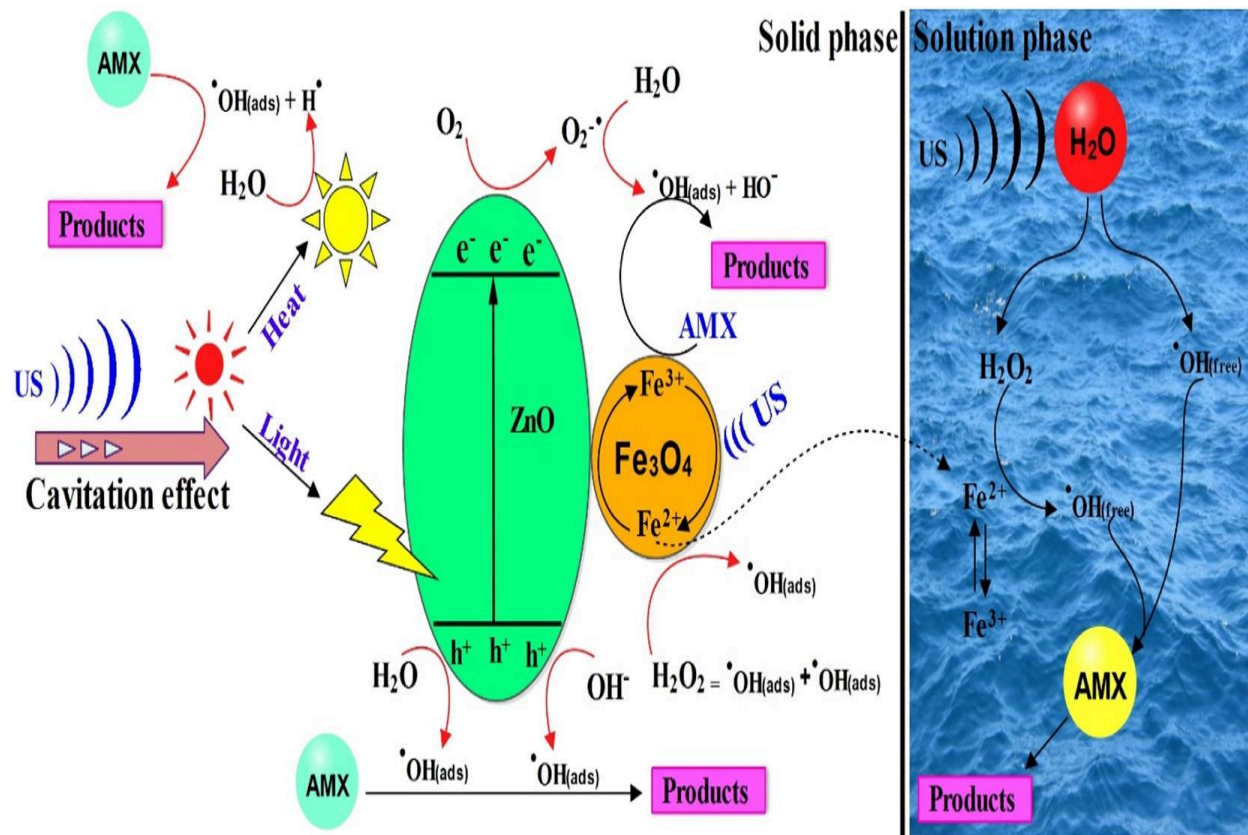 Solid phase
Solution phase
AMX
•OH(ads) + H•
H₂O
Products
Heat
US
Cavitation effect
Light
O₂
O₂⁻•
H₂O
•OH(ads) + HO⁻
Products
AMX
e⁻ e⁻ e⁻
ZnO
h⁺ h⁺ h⁺
Fe³⁺
Fe₃O₄
Fe²⁺
US
•OH(ads)
H₂O
OH⁻
H₂O₂ = •OH(ads) + •OH(ads)
•OH(ads)
•OH(ads)
AMX
Products
US
H₂O
H₂O₂
•OH(free)
Fe²⁺
•OH(free)
Fe³⁺
AMX
Products